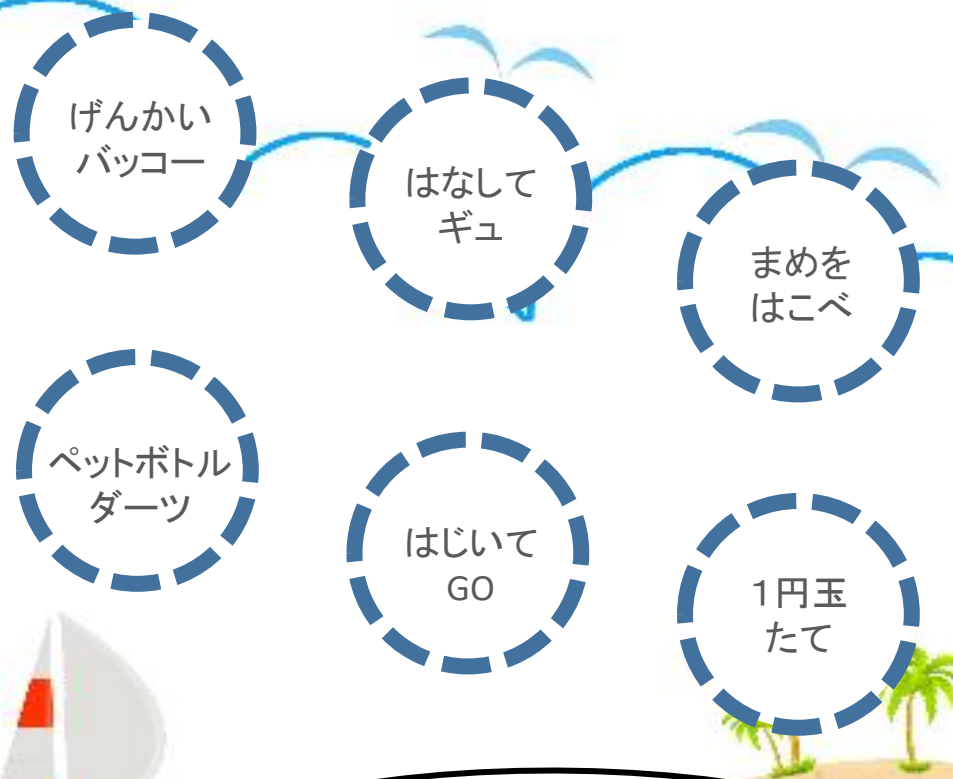 げんかい
バッコー
はなして
ギュ
まめを
はこべ
ペットボトル
ダーツ
はじいて
GO
１円玉
たて